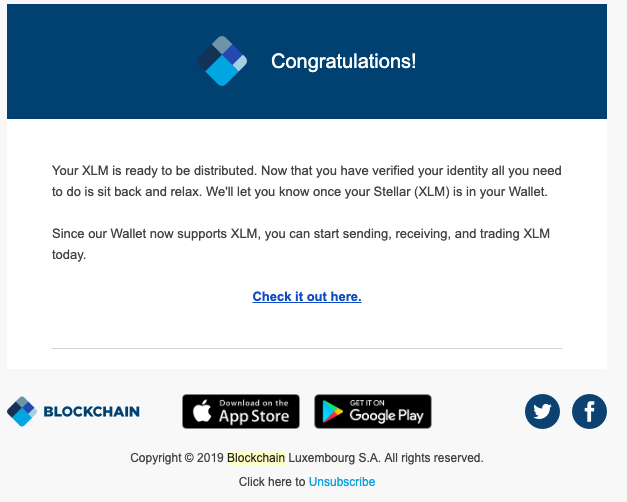 Congratulations!
Your XLM is ready to be distributed. Now that you have verified your identity all you need
to do is sit back and relax. We'll let you know once your Stellar (XLM) is in your Wallet.
Since our Wallet now supports XLM, you can start sending, receiving, and trading XLM
today.
Check it out here.
BLOCKCHAIN
Download on the
App Store
GET IT ON
Google Play
Copyright © 2019 Blockchain Luxembourg S.A. All rights reserved.
Click here to Unsubscribe